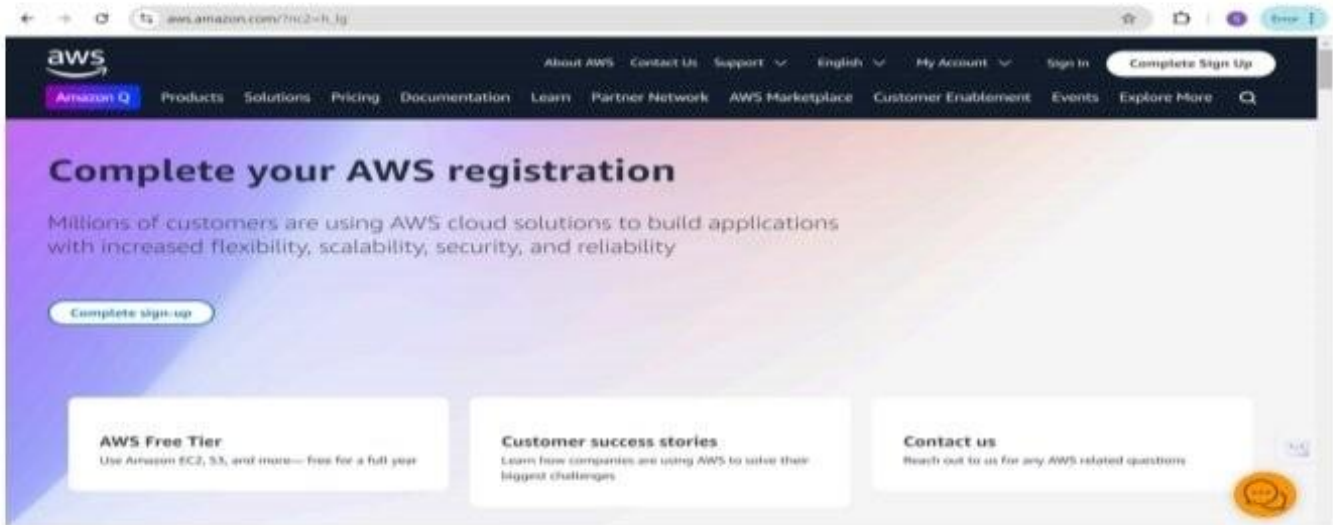 aws.amazon.com/?nc2=h_lg
Error
aws
About AWS Contact Us Support English My Account Sign In Complete Sign Up
Amazon Q Products Solutions Pricing Documentation Learn Partner Network AWS Marketplace Customer Enablement Events Explore More
Complete your AWS registration
Millions of customers are using AWS cloud solutions to build applications
with increased flexibility, scalability, security, and reliability
Complete sign-up
AWS Free Tier
Use Amazon EC2, S3, and more— free for a full year
Customer success stories
Learn how companies are using AWS to solve their
biggest challenges
Contact us
Reach out to us for any AWS related questions